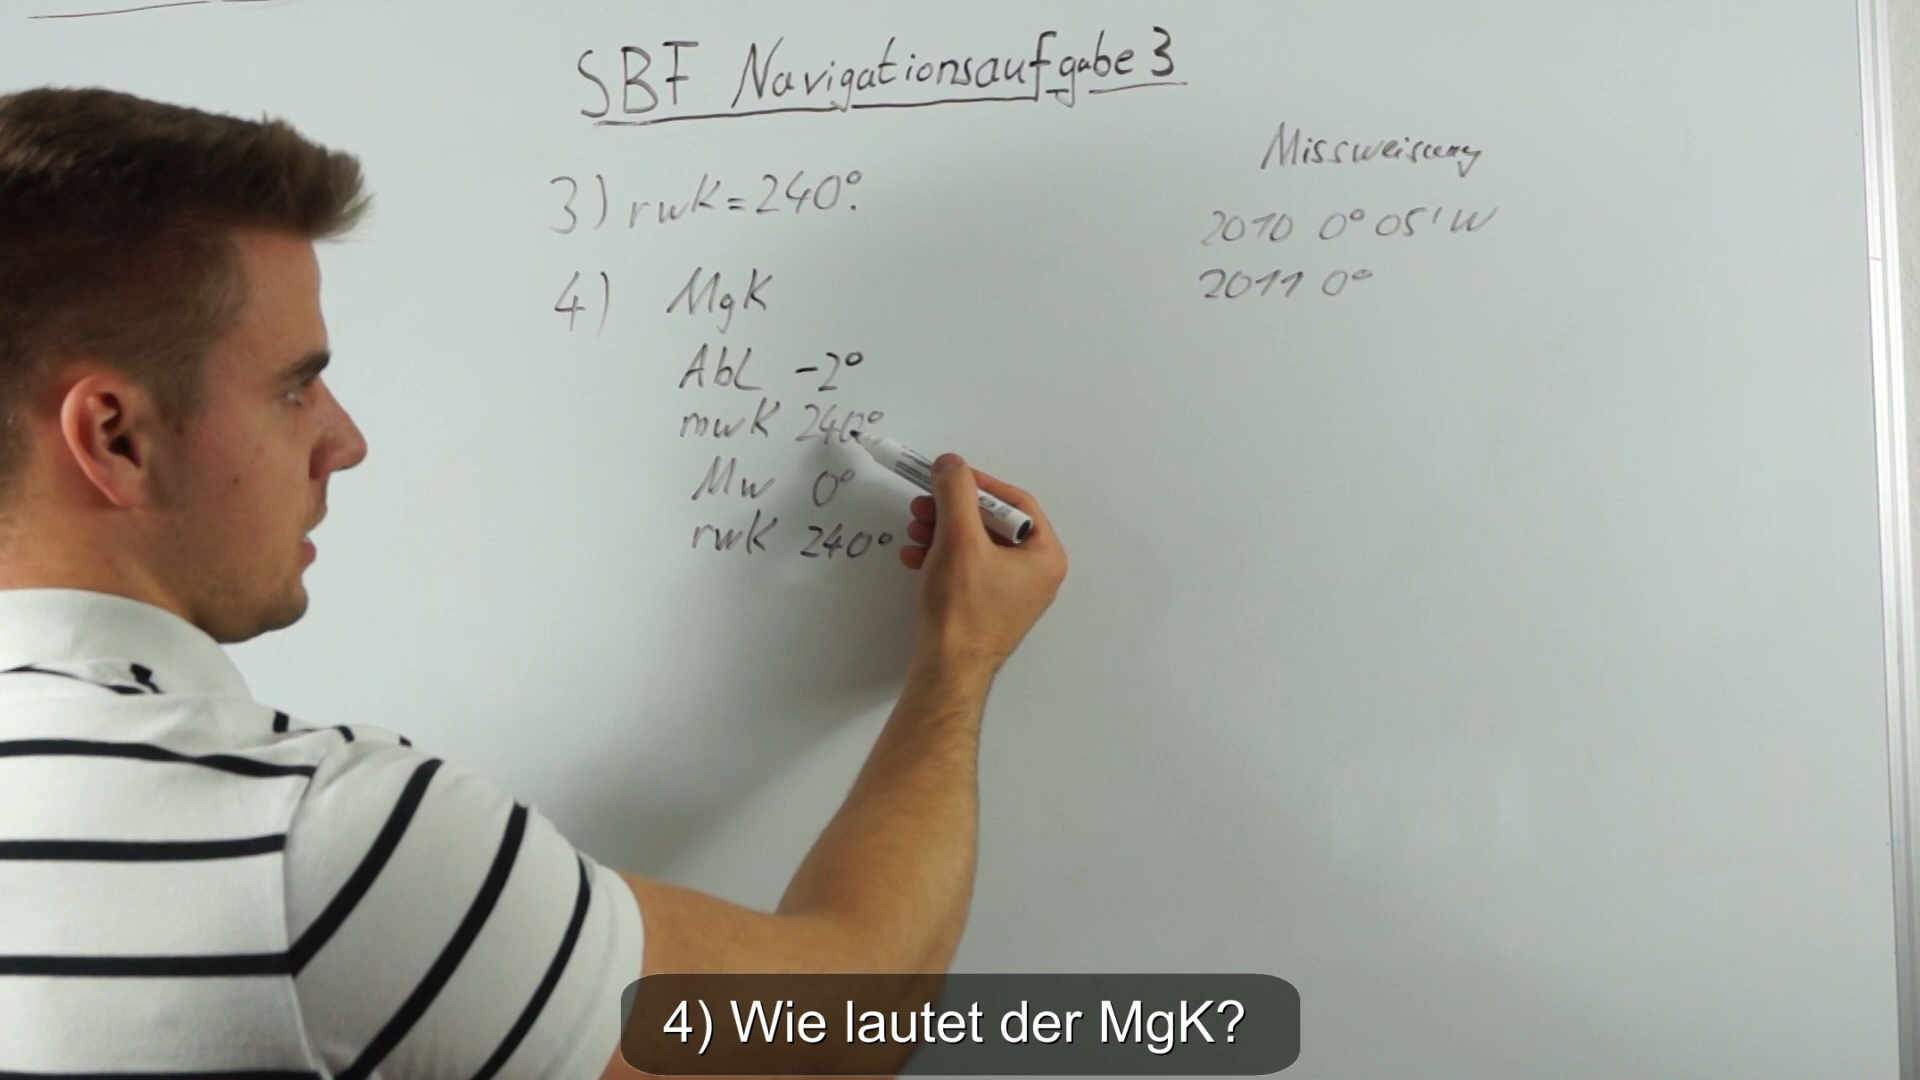 SBF Navigationsaufgabe 3
3) rwk = 240°.
4) MgK
Abl -2°
mwK 240°
Mw 0°
rwK 240°
Missweisung
2010 0° 05' W
2011 0°
4) Wie lautet der MgK?